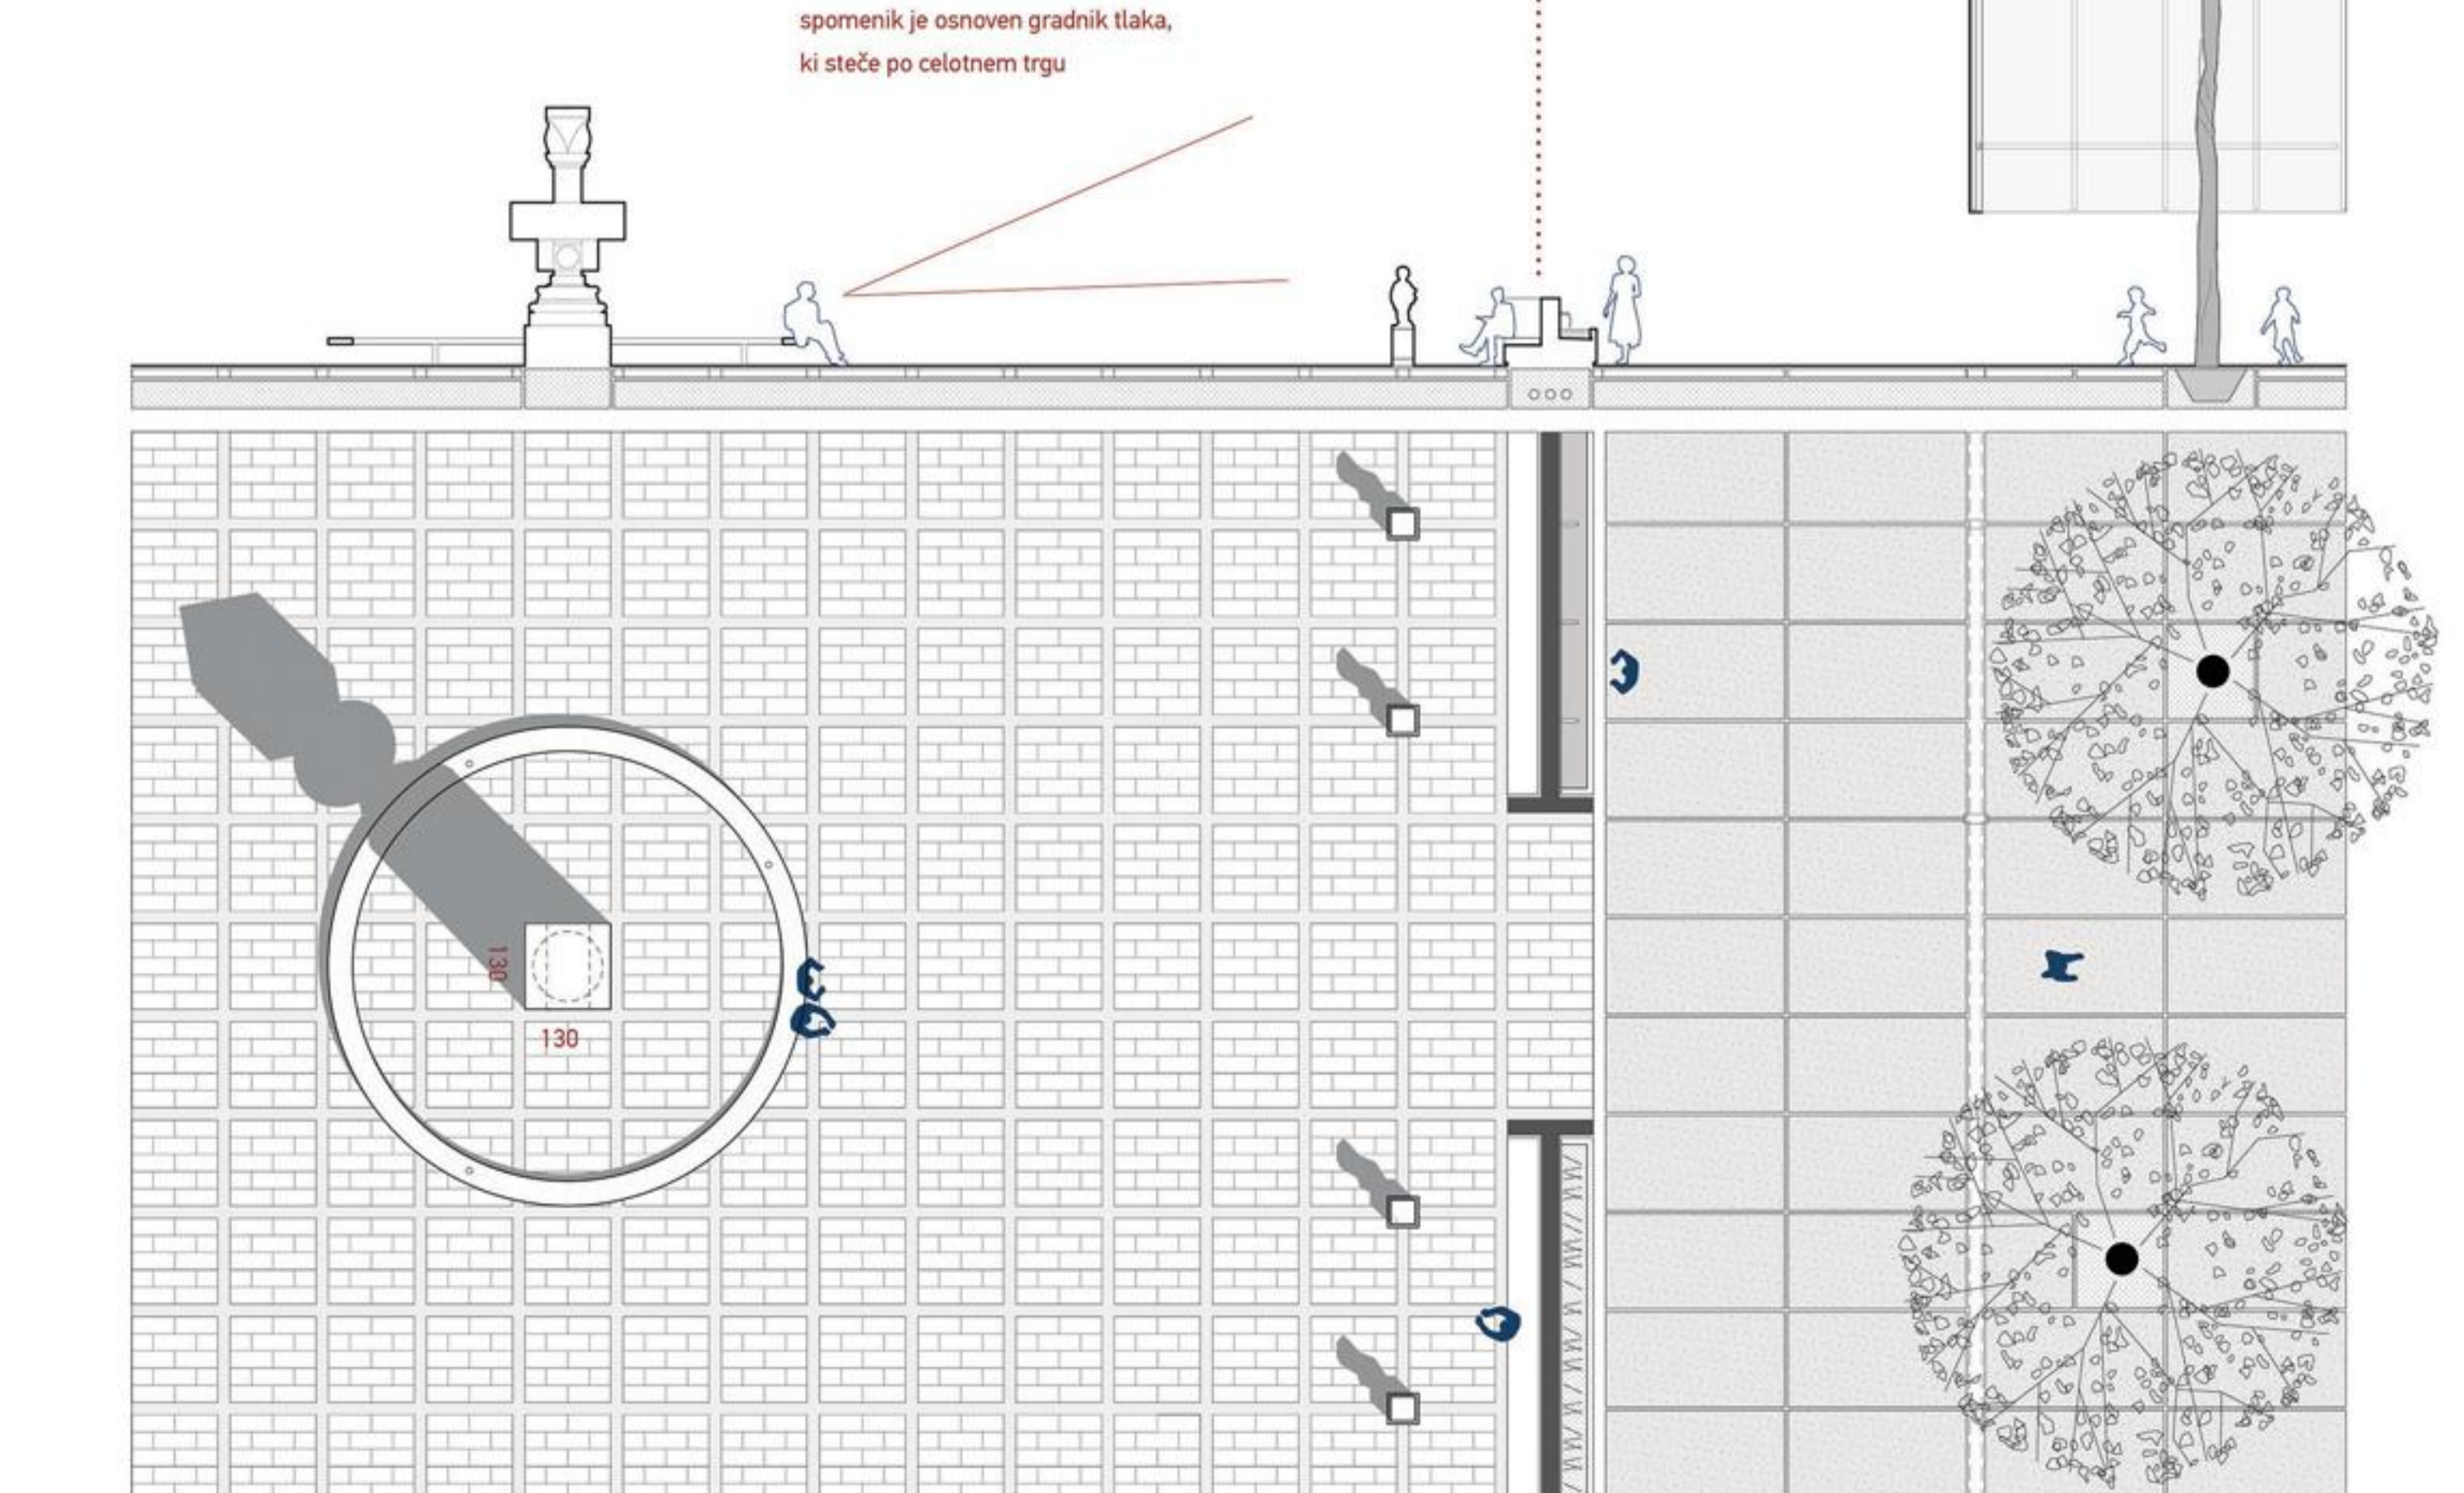 spomenik je osnoven gradnik tlaka,
ki steče po celotnem trgu
130
130